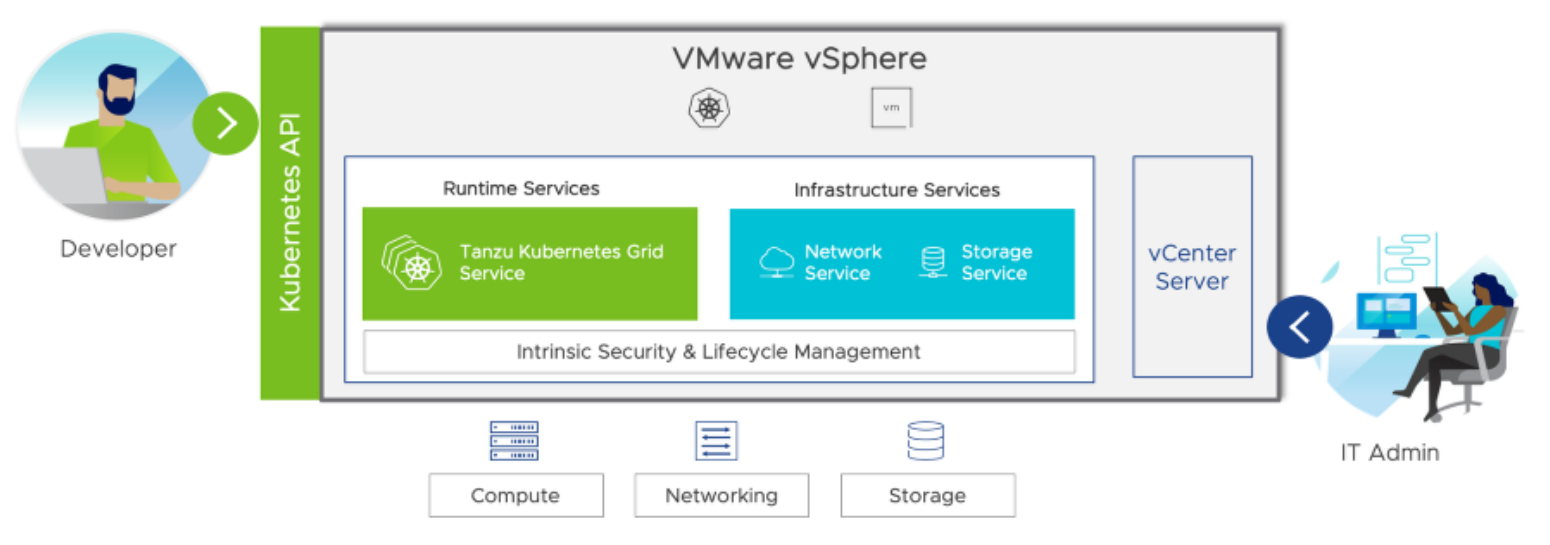 VMware vSphere
vm
Kubernetes API
Developer
Runtime Services
Infrastructure Services
Tanzu Kubernetes Grid
Service
Network
Service
Storage
Service
Intrinsic Security & Lifecycle Management
vCenter
Server
IT Admin
Compute
Networking
Storage